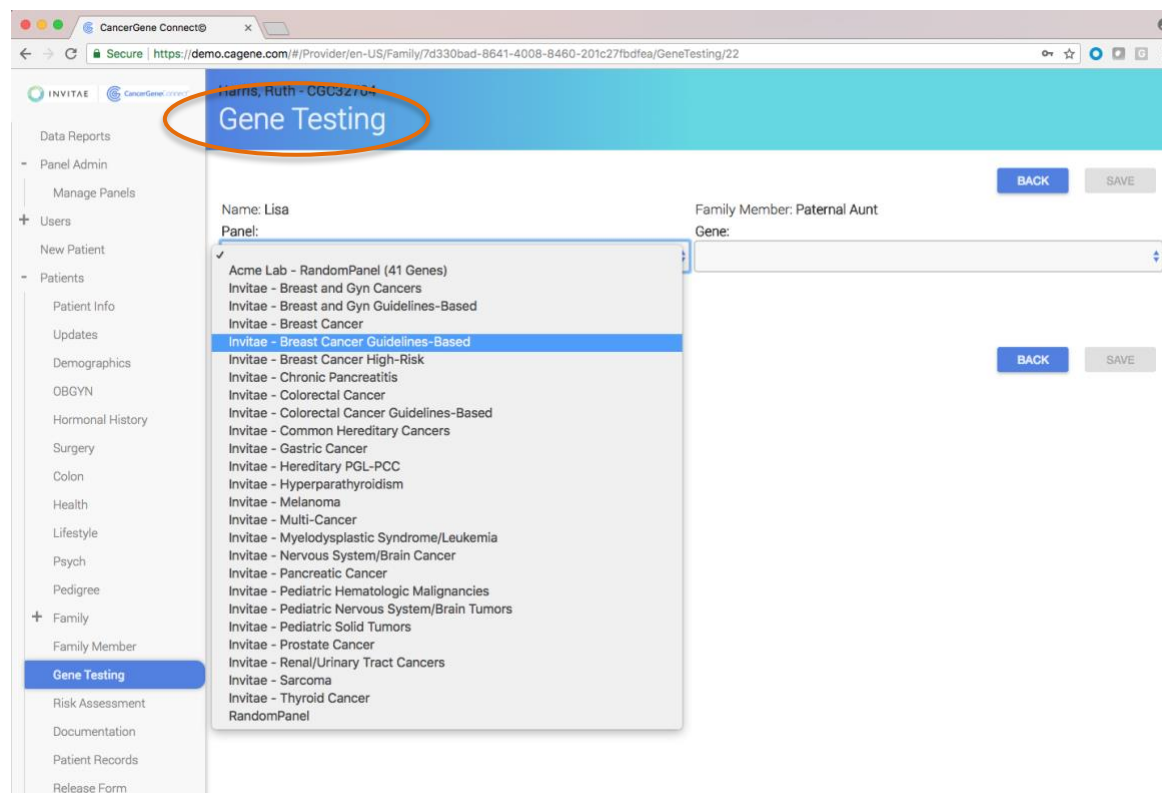 CancerGene Connect©
Secure | https://demo.cagene.com/#/Provider/en-US/Family/7d330bad-8641-4008-8460-201c27fbdfea/GeneTesting/22
INVITAE CancerGene Connect
Harris, Ruth - CGC32704
Gene Testing
Data Reports
- Panel Admin
Manage Panels
+ Users
New Patient
- Patients
Patient Info
Updates
Demographics
OBGYN
Hormonal History
Surgery
Colon
Health
Lifestyle
Psych
Pedigree
+ Family
Family Member
Gene Testing
Risk Assessment
Documentation
Patient Records
Release Form
BACK SAVE
Name: Lisa Family Member: Paternal Aunt
Panel: Gene:
✓
Acme Lab - RandomPanel (41 Genes)
Invitae - Breast and Gyn Cancers
Invitae - Breast and Gyn Guidelines-Based
Invitae - Breast Cancer
Invitae - Breast Cancer Guidelines-Based
Invitae - Breast Cancer High-Risk
Invitae - Chronic Pancreatitis
Invitae - Colorectal Cancer
Invitae - Colorectal Cancer Guidelines-Based
Invitae - Common Hereditary Cancers
Invitae - Gastric Cancer
Invitae - Hereditary PGL-PCC
Invitae - Hyperparathyroidism
Invitae - Melanoma
Invitae - Multi-Cancer
Invitae - Myelodysplastic Syndrome/Leukemia
Invitae - Nervous System/Brain Cancer
Invitae - Pancreatic Cancer
Invitae - Pediatric Hematologic Malignancies
Invitae - Pediatric Nervous System/Brain Tumors
Invitae - Pediatric Solid Tumors
Invitae - Prostate Cancer
Invitae - Renal/Urinary Tract Cancers
Invitae - Sarcoma
Invitae - Thyroid Cancer
RandomPanel
BACK SAVE